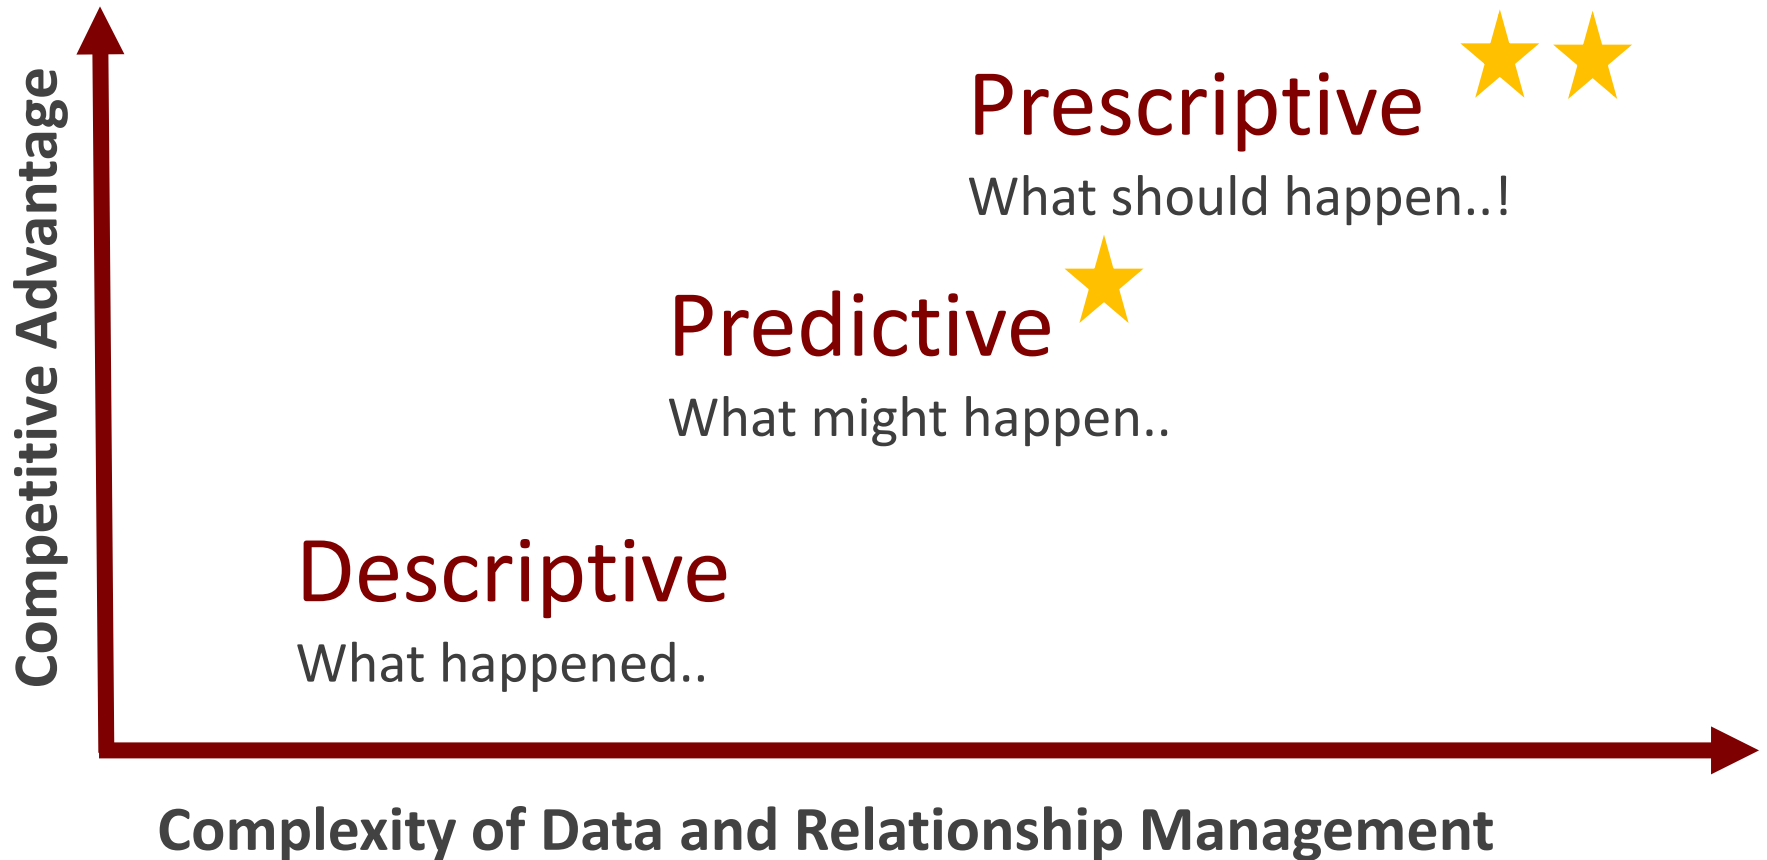 Competitive Advantage
Prescriptive
What should happen..!
Predictive
What might happen..
Descriptive
What happened..
Complexity of Data and Relationship Management